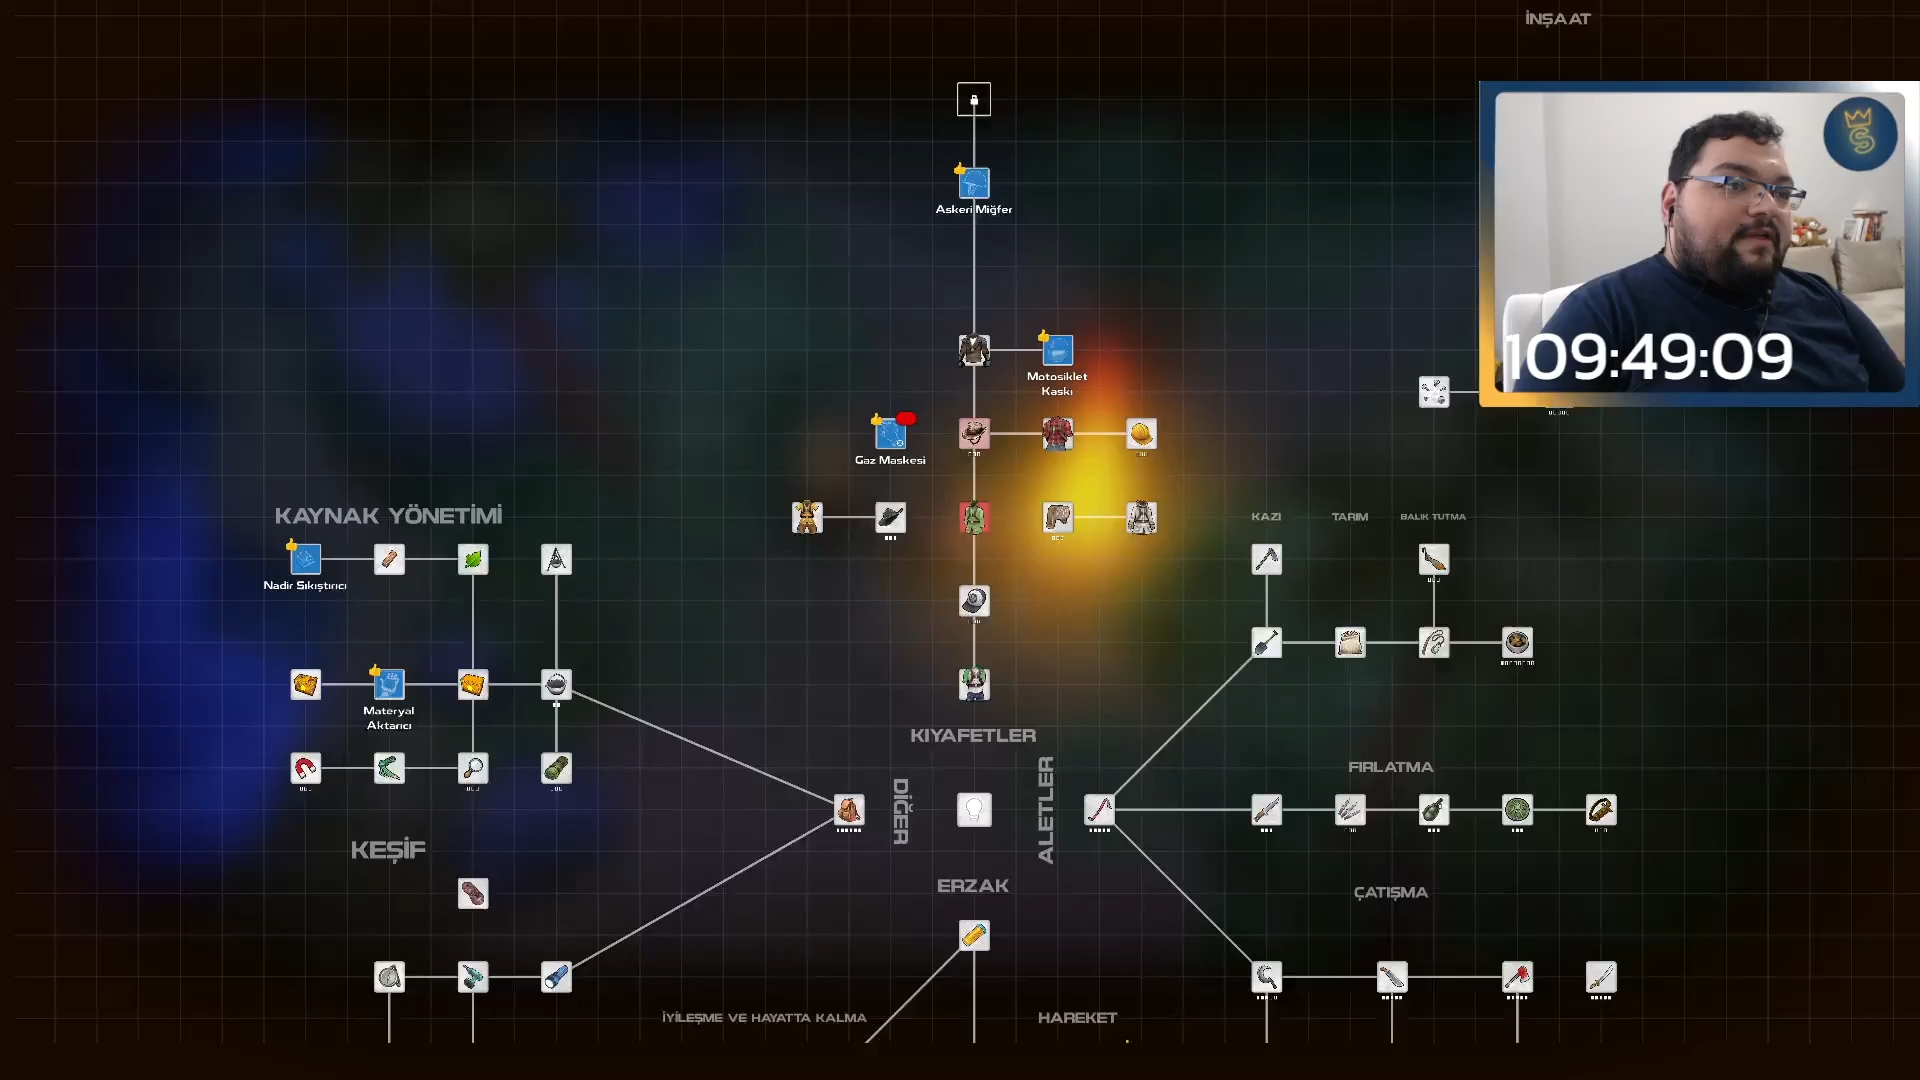 İNŞAAT
Askeri Miğfer
109:49:09
Motosiklet
Kaskı
Gaz Maskesi
KAYNAK YÖNETİMİ
KAZI
TARIM
BALIK TUTMA
Nadir Sıkıştırıcı
Materyal
Aktarıcı
KIYAFETLER
DİĞER
ALETLER
FIRLATMA
KEŞİF
ERZAK
ÇATIŞMA
İYİLEŞME VE HAYATTA KALMA
HAREKET